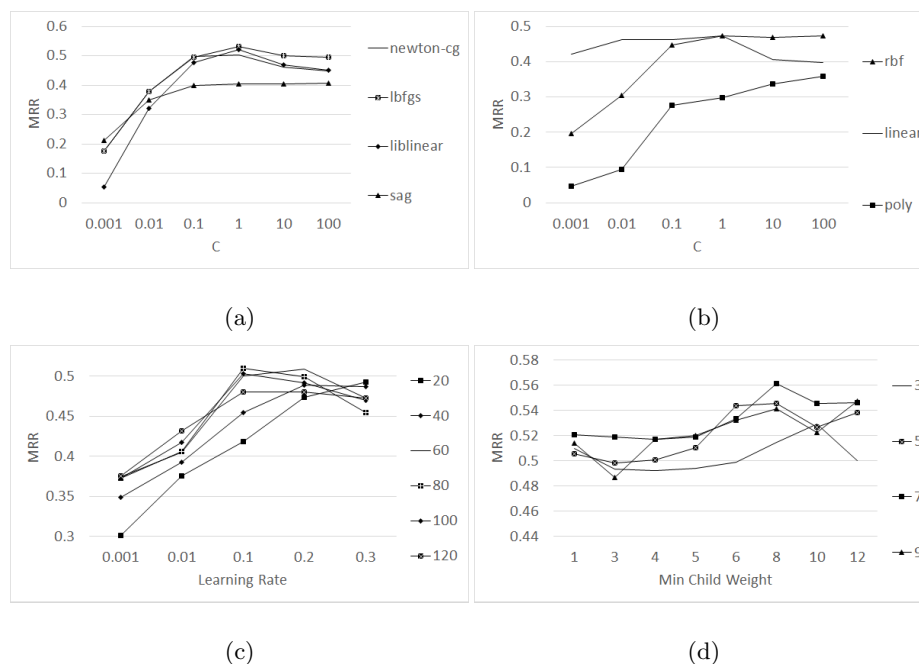 0.6
0.5
0.4
0.3
0.2
0.1
0
MRR
0.001 0.01 0.1 1 10 100
C
newton-cg
lbfgs
liblinear
sag
(a)
0.5
0.4
0.3
0.2
0.1
0
MRR
0.001 0.01 0.1 1 10 100
C
rbf
linear
poly
(b)
0.5
0.45
0.4
0.35
0.3
MRR
0.001 0.01 0.1 0.2 0.3
Learning Rate
20
40
60
80
100
120
(c)
0.58
0.56
0.54
0.52
0.5
0.48
0.46
0.44
MRR
1 3 4 5 6 8 10 12
Min Child Weight
3
5
7
9
(d)